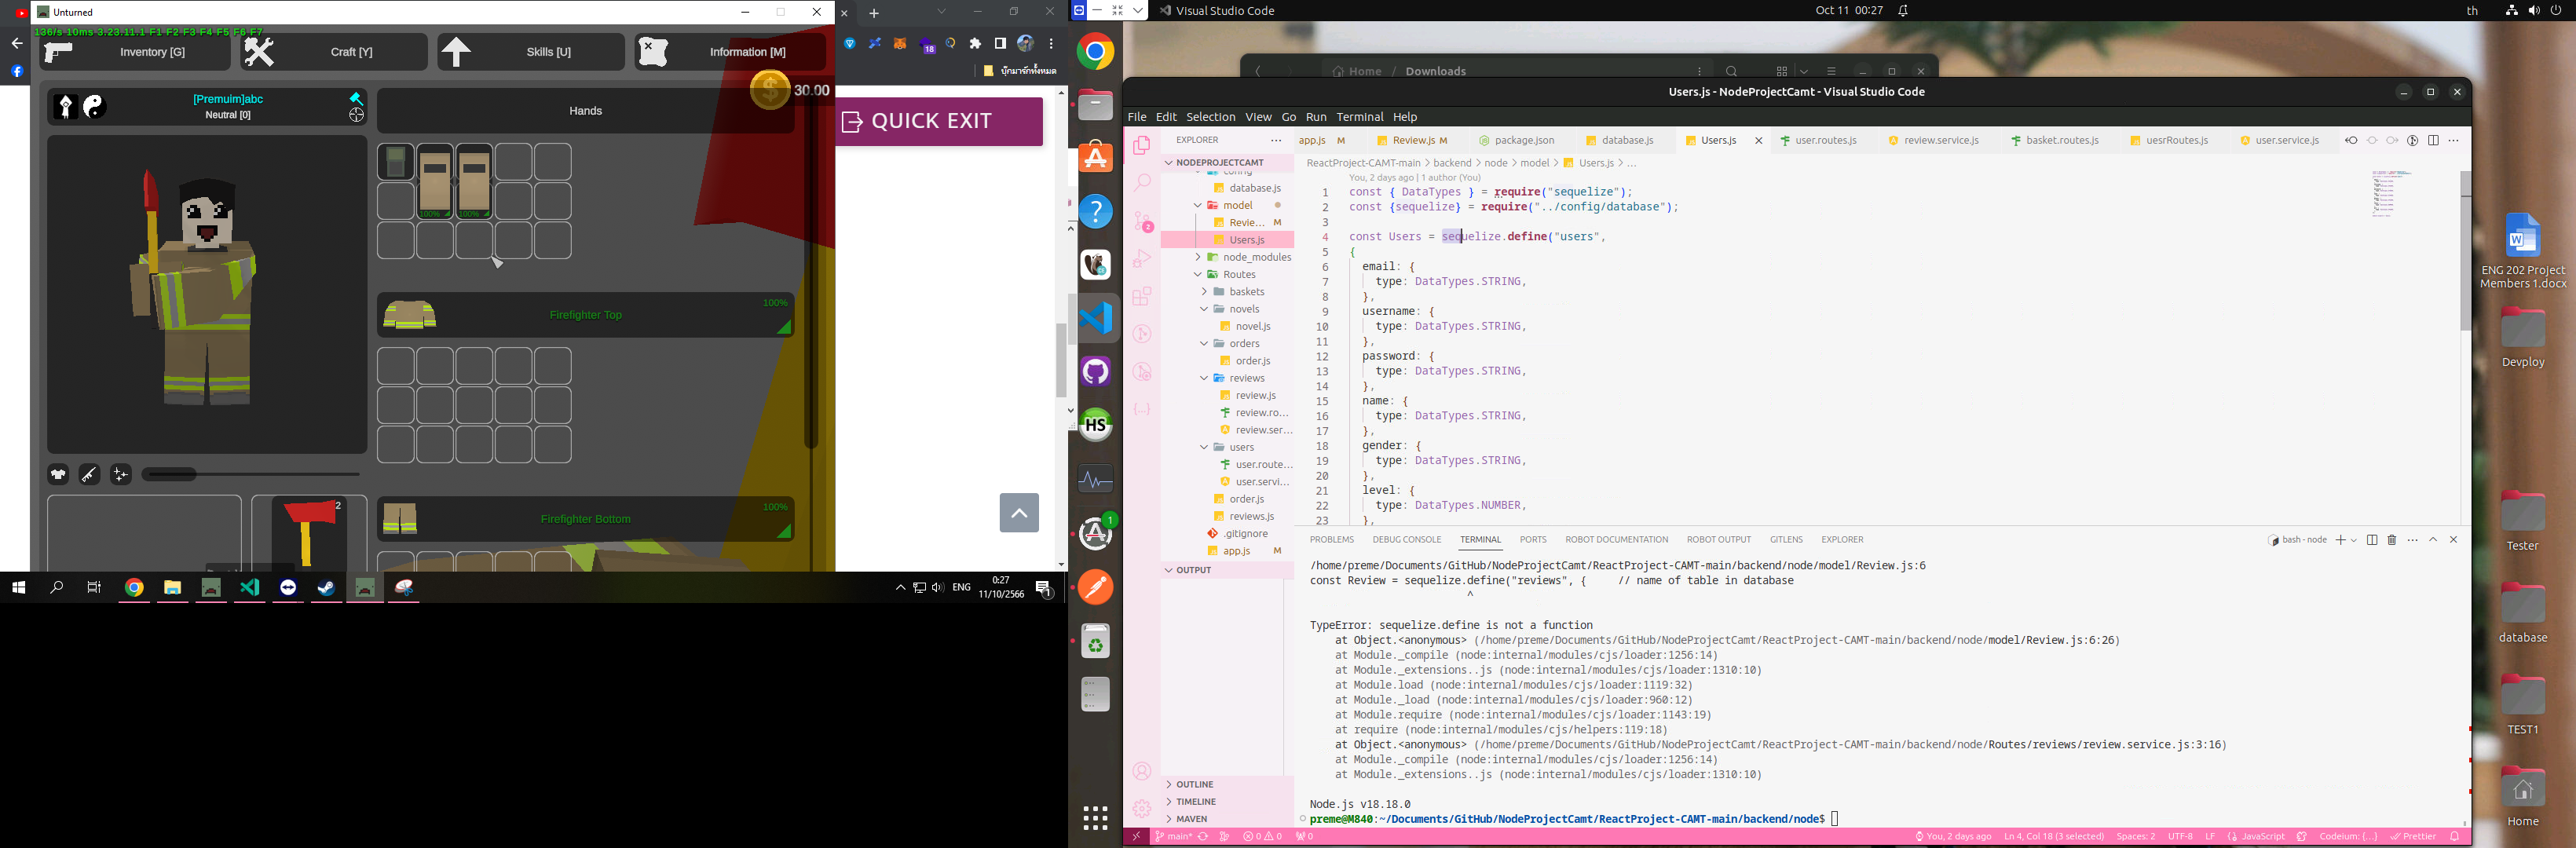 Unturned
136/s 10ms 3.23.11.1 F1 F2 F3 F4 F5 F6 F7
Inventory [G]
Craft [Y]
Skills [U]
Information [M]
[Premuim]abc
Neutral [0]
Hands
30.00
100%
100%
100%
Firefighter Top
100%
Firefighter Bottom
2
18
บุ๊กมาร์กทั้งหมด
QUICK EXIT
ENG
0:27
11/10/2566
1
Visual Studio Code
Oct 11 00:27
th
Home / Downloads
HS
1
Users.js - NodeProjectCamt - Visual Studio Code
File Edit Selection View Go Run Terminal Help
EXPLORER
NODEPROJECTCAMT
config
database.js
model
Revie... M
Users.js
node_modules
Routes
baskets
novels
novel.js
orders
order.js
reviews
review.js
review.ro...
review.ser...
users
user.route...
user.servi...
order.js
reviews.js
.gitignore
app.js M
OUTPUT
OUTLINE
TIMELINE
MAVEN
2
app.js M
Review.js M
package.json
database.js
Users.js
user.routes.js
review.service.js
basket.routes.js
uesrRoutes.js
user.service.js
ReactProject-CAMT-main > backend > node > model > Users.js > ...
You, 2 days ago | 1 author (You)
1 const { DataTypes } = require("sequelize");
2 const {sequelize} = require("../config/database");
3
4 const Users = sequelize.define("users",
5 {
6 email: {
7 type: DataTypes.STRING,
8 },
9 username: {
10 type: DataTypes.STRING,
11 },
12 password: {
13 type: DataTypes.STRING,
14 },
15 name: {
16 type: DataTypes.STRING,
17 },
18 gender: {
19 type: DataTypes.STRING,
20 },
21 level: {
22 type: DataTypes.NUMBER,
23 },
PROBLEMS DEBUG CONSOLE TERMINAL PORTS ROBOT DOCUMENTATION ROBOT OUTPUT GITLENS EXPLORER
bash - node
/home/preme/Documents/GitHub/NodeProjectCamt/ReactProject-CAMT-main/backend/node/model/Review.js:6
const Review = sequelize.define("reviews", { // name of table in database
^
TypeError: sequelize.define is not a function
at Object.<anonymous> (/home/preme/Documents/GitHub/NodeProjectCamt/ReactProject-CAMT-main/backend/node/model/Review.js:6:26)
at Module._compile (node:internal/modules/cjs/loader:1256:14)
at Module._extensions..js (node:internal/modules/cjs/loader:1310:10)
at Module.load (node:internal/modules/cjs/loader:1119:32)
at Module._load (node:internal/modules/cjs/loader:960:12)
at Module.require (node:internal/modules/cjs/loader:1143:19)
at require (node:internal/modules/cjs/helpers:119:18)
at Object.<anonymous> (/home/preme/Documents/GitHub/NodeProjectCamt/ReactProject-CAMT-main/backend/node/Routes/reviews/review.service.js:3:16)
at Module._compile (node:internal/modules/cjs/loader:1256:14)
at Module._extensions..js (node:internal/modules/cjs/loader:1310:10)
Node.js v18.18.0
preme@M840:~/Documents/GitHub/NodeProjectCamt/ReactProject-CAMT-main/backend/node$
main*
0 0
0
You, 2 days ago
Ln 4, Col 18 (3 selected)
Spaces: 2
UTF-8
LF
JavaScript
Codeium: {...}
Prettier
ENG 202 Project
Members 1.docx
Devploy
Tester
database
TEST1
Home